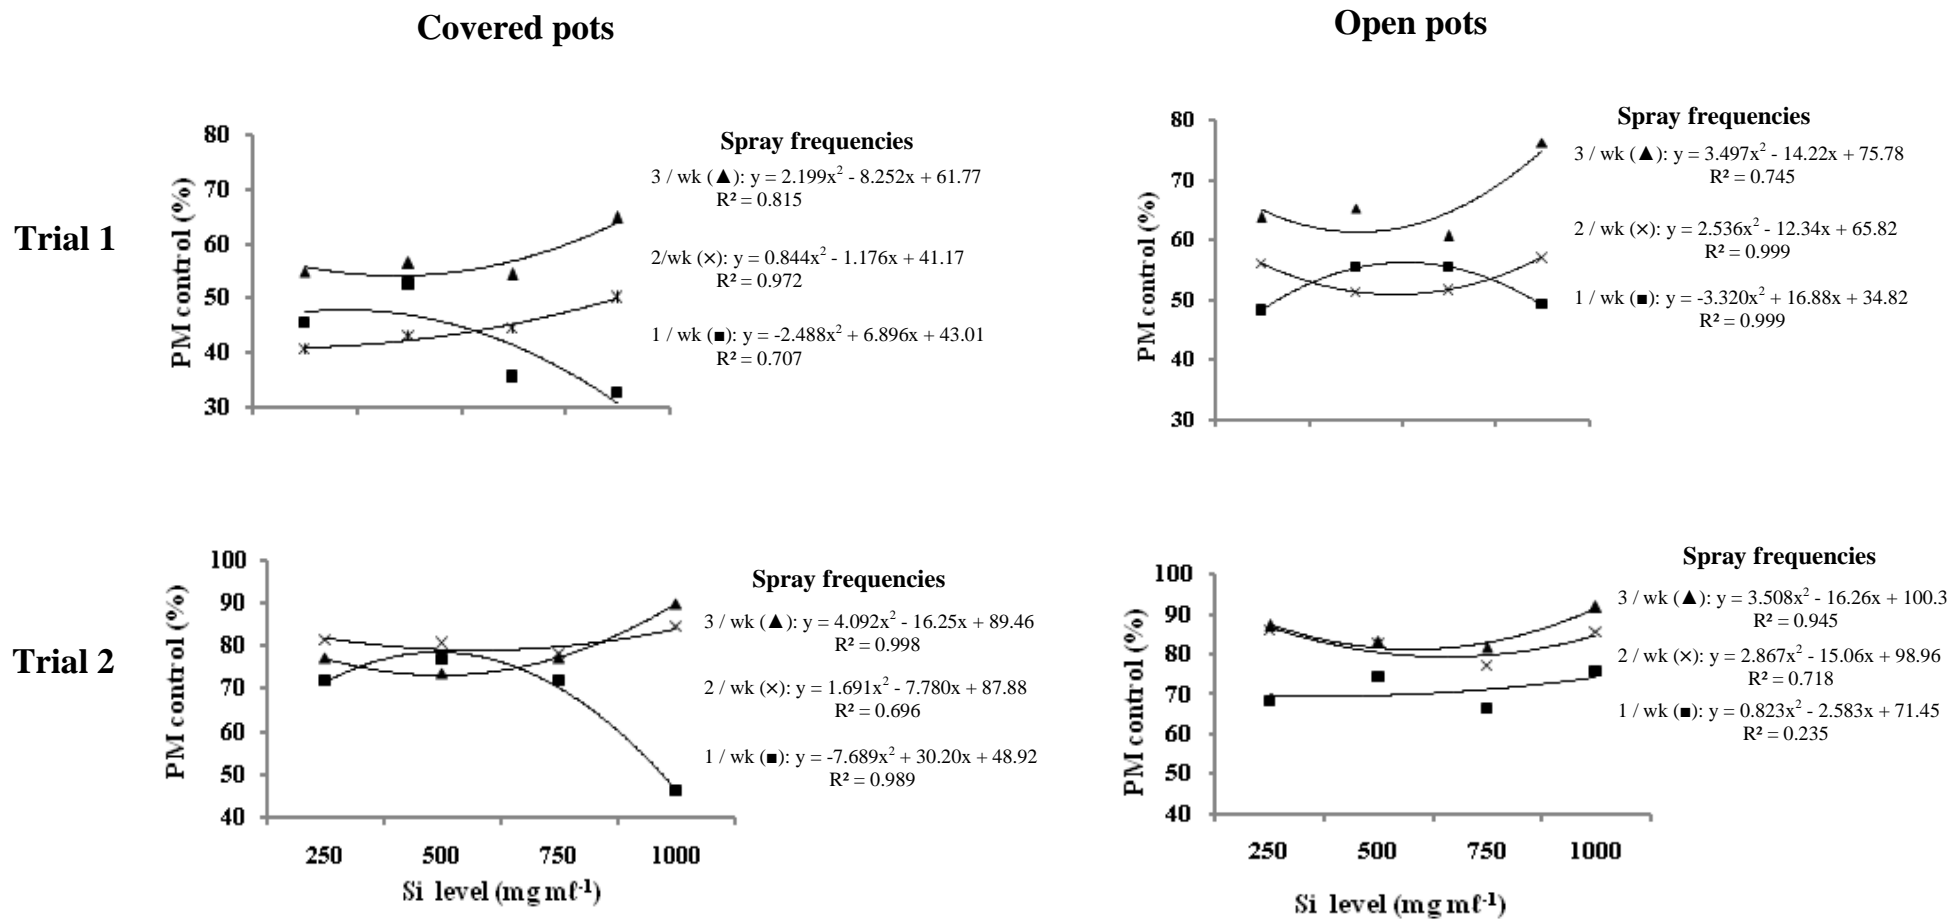 Covered pots
Open pots
Trial 1
PM control (%)
80
70
60
50
40
30
Spray frequencies
3 / wk (▲): y = 2.199x² - 8.252x + 61.77
R² = 0.815
2/wk (×): y = 0.844x² - 1.176x + 41.17
R² = 0.972
1 / wk (■): y = -2.488x² + 6.896x + 43.01
R² = 0.707
PM control (%)
80
70
60
50
40
30
Spray frequencies
3 / wk (▲): y = 3.497x² - 14.22x + 75.78
R² = 0.745
2 / wk (×): y = 2.536x² - 12.34x + 65.82
R² = 0.999
1 / wk (■): y = -3.320x² + 16.88x + 34.82
R² = 0.999
Trial 2
PM control (%)
100
90
80
70
60
50
40
250 500 750 1000
Si level (mg mℓ⁻¹)
Spray frequencies
3 / wk (▲): y = 4.092x² - 16.25x + 89.46
R² = 0.998
2 / wk (×): y = 1.691x² - 7.780x + 87.88
R² = 0.696
1 / wk (■): y = -7.689x² + 30.20x + 48.92
R² = 0.989
PM control (%)
100
90
80
70
60
50
40
250 500 750 1000
Si level (mg mℓ⁻¹)
Spray frequencies
3 / wk (▲): y = 3.508x² - 16.26x + 100.3
R² = 0.945
2 / wk (×): y = 2.867x² - 15.06x + 98.96
R² = 0.718
1 / wk (■): y = 0.823x² - 2.583x + 71.45
R² = 0.235